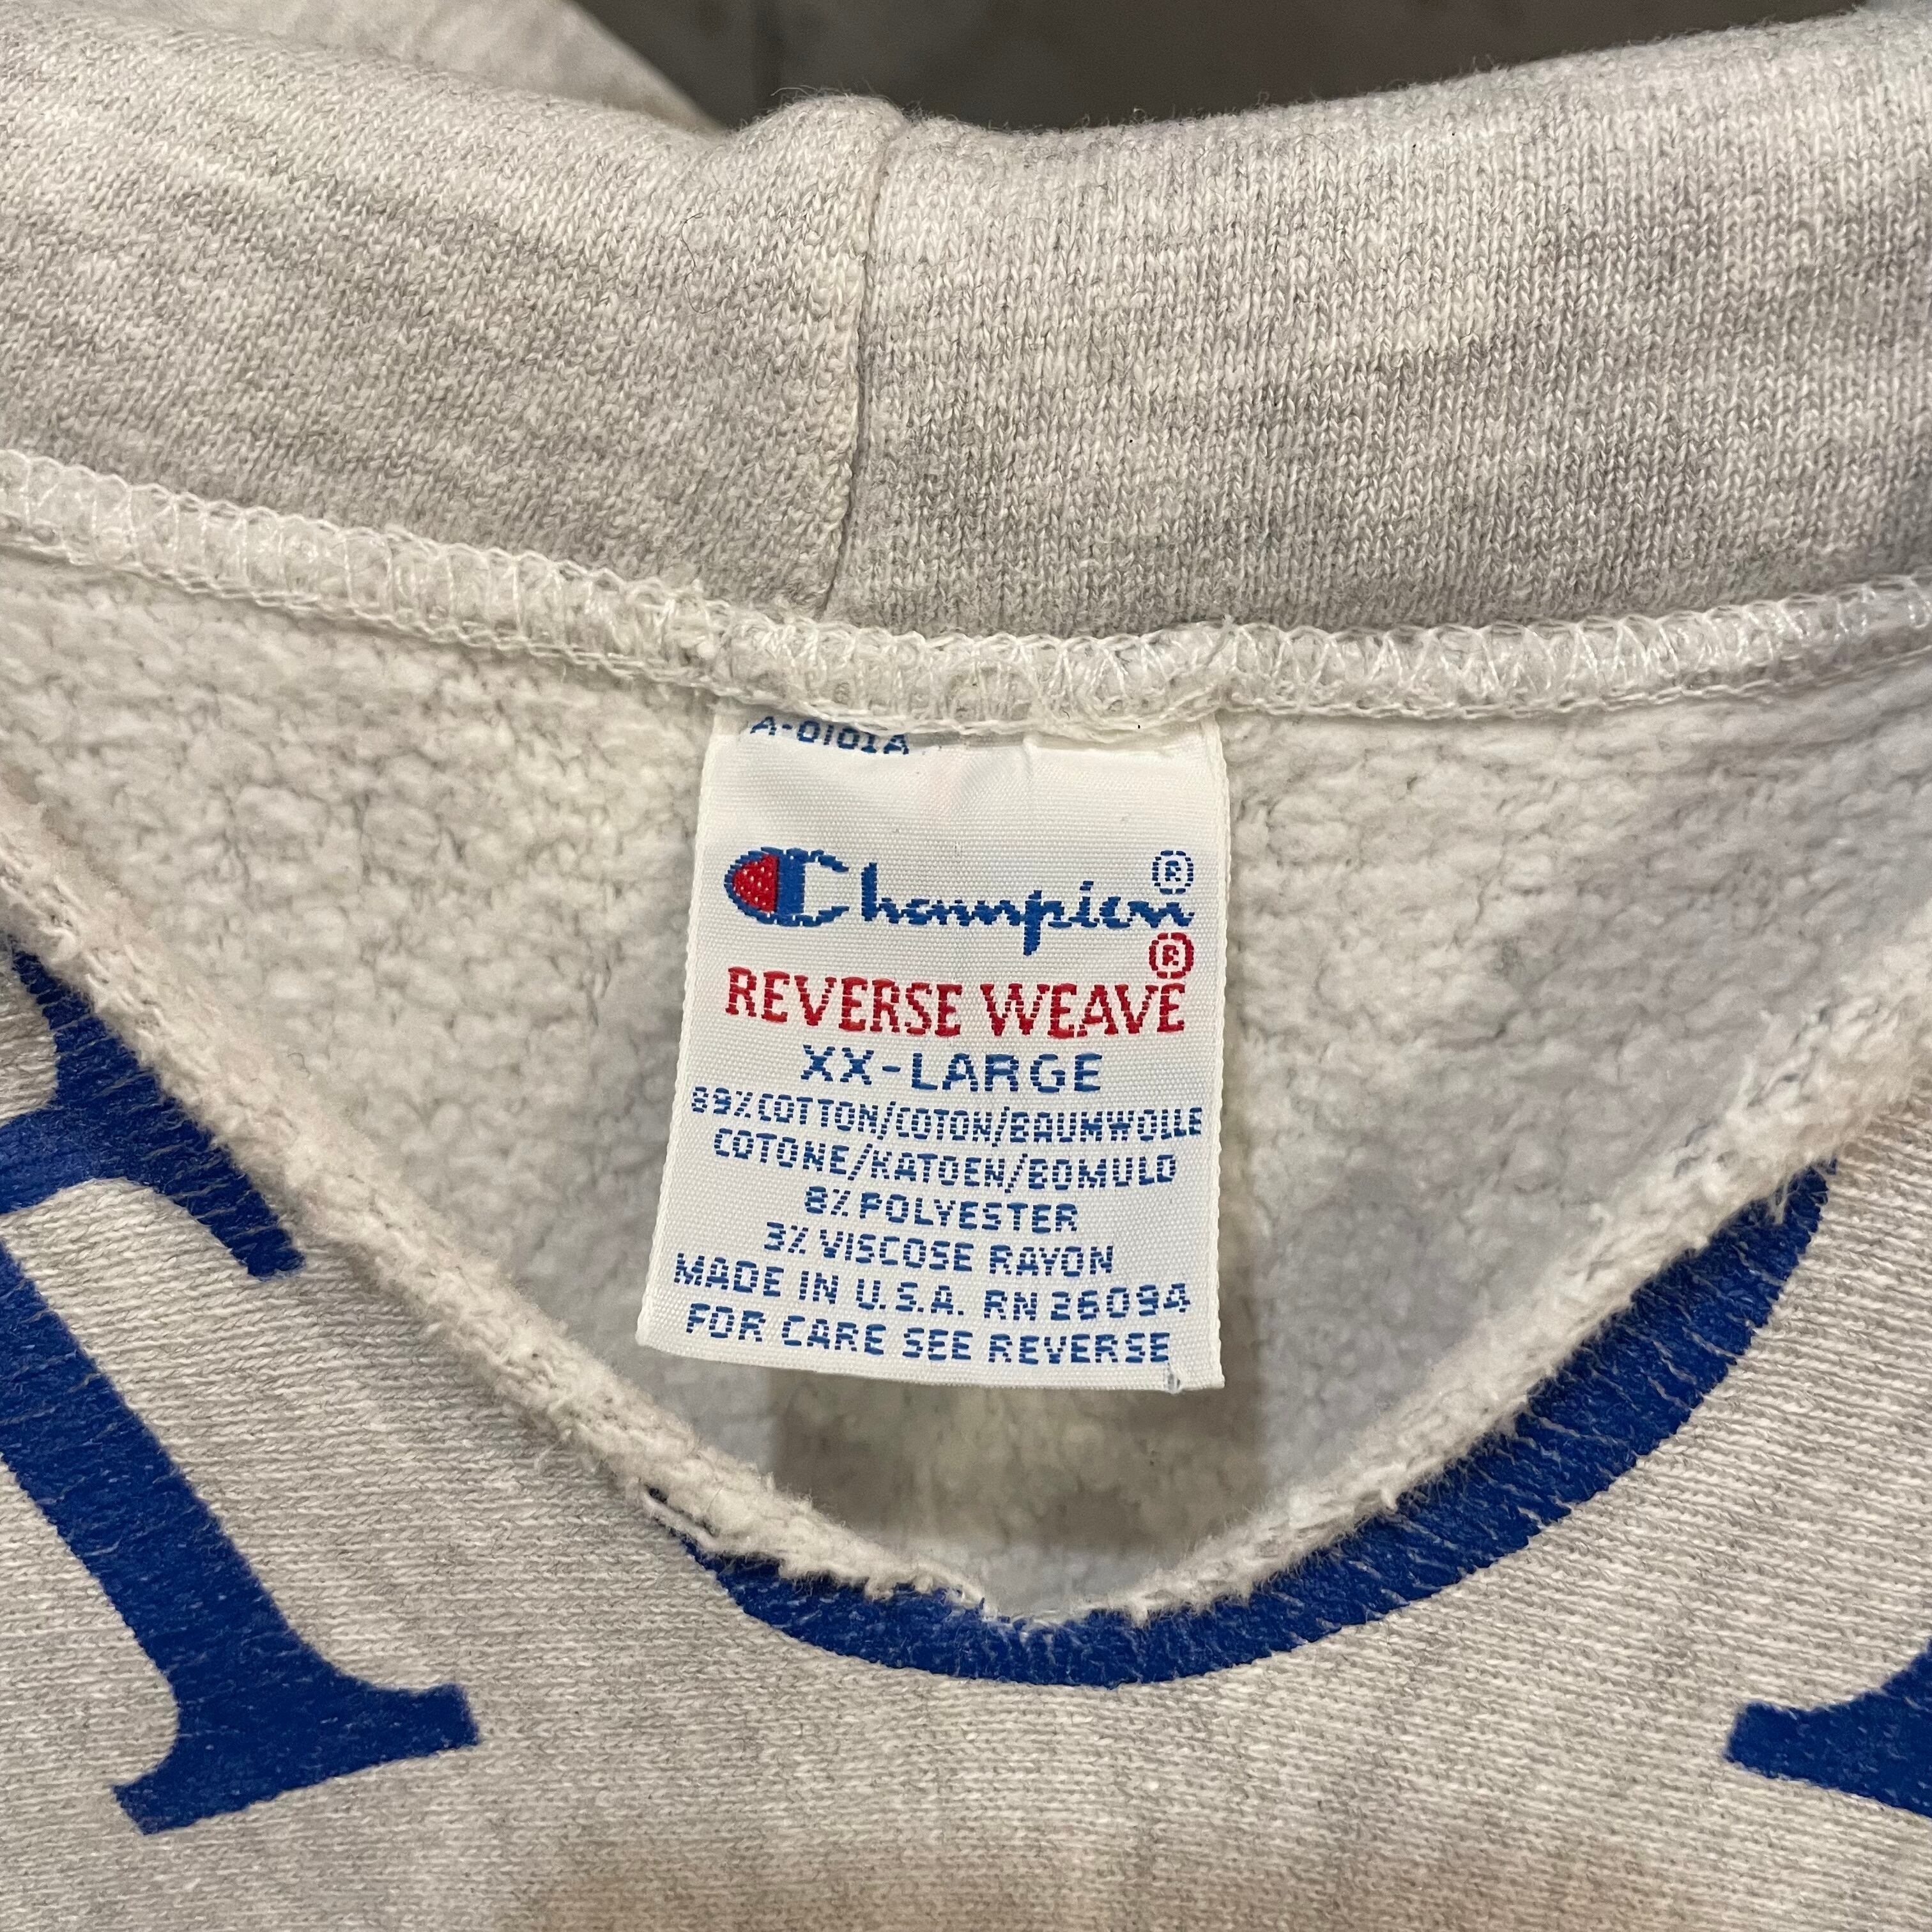 A-0101A
Champion®
REVERSE WEAVE®
XX-LARGE
89% COTTON/COTON/BAUMWOLLE
COTONE/KATOEN/BOMULD
8% POLYESTER
3% VISCOSE RAYON
MADE IN U.S.A. RN 26094
FOR CARE SEE REVERSE